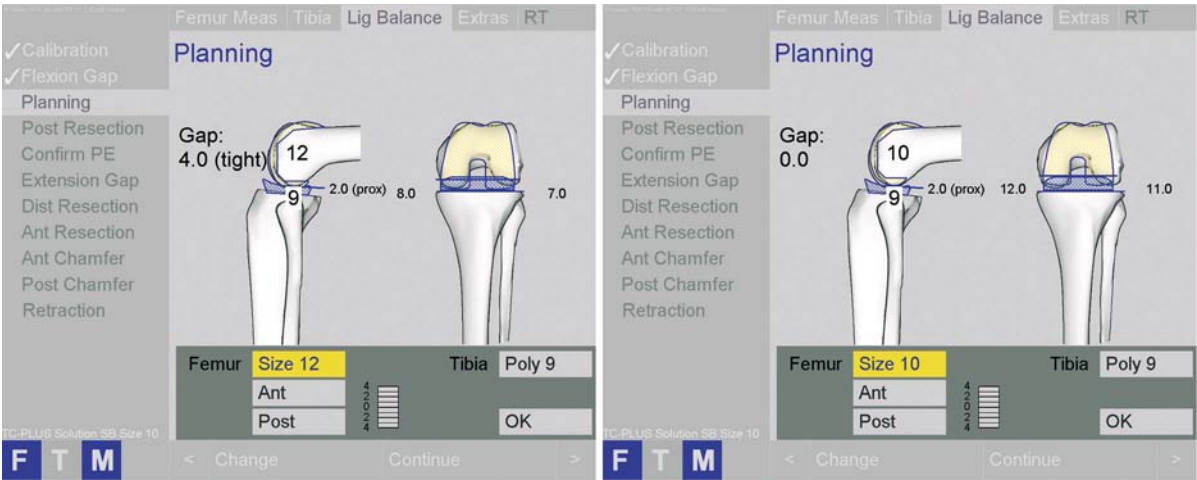 Femur Meas Tibia Lig Balance Extras RT
✓Calibration
✓Flexion Gap
Planning
Post Resection
Confirm PE
Extension Gap
Dist Resection
Ant Resection
Ant Chamfer
Post Chamfer
Retraction
Planning
Gap:
4.0 (tight)
12
9
2.0 (prox)
8.0
7.0
Femur Size 12 Tibia Poly 9
Ant
Post OK
4
2
0
2
4
TC-PLUS Solution SB Size 10
F T M < Change Continue >
Femur Meas Tibia Lig Balance Extras RT
✓Calibration
✓Flexion Gap
Planning
Post Resection
Confirm PE
Extension Gap
Dist Resection
Ant Resection
Ant Chamfer
Post Chamfer
Retraction
Planning
Gap:
0.0
10
9
2.0 (prox)
12.0
11.0
Femur Size 10 Tibia Poly 9
Ant
Post OK
4
2
0
2
4
TC-PLUS Solution SB Size 10
F T M < Change Continue >